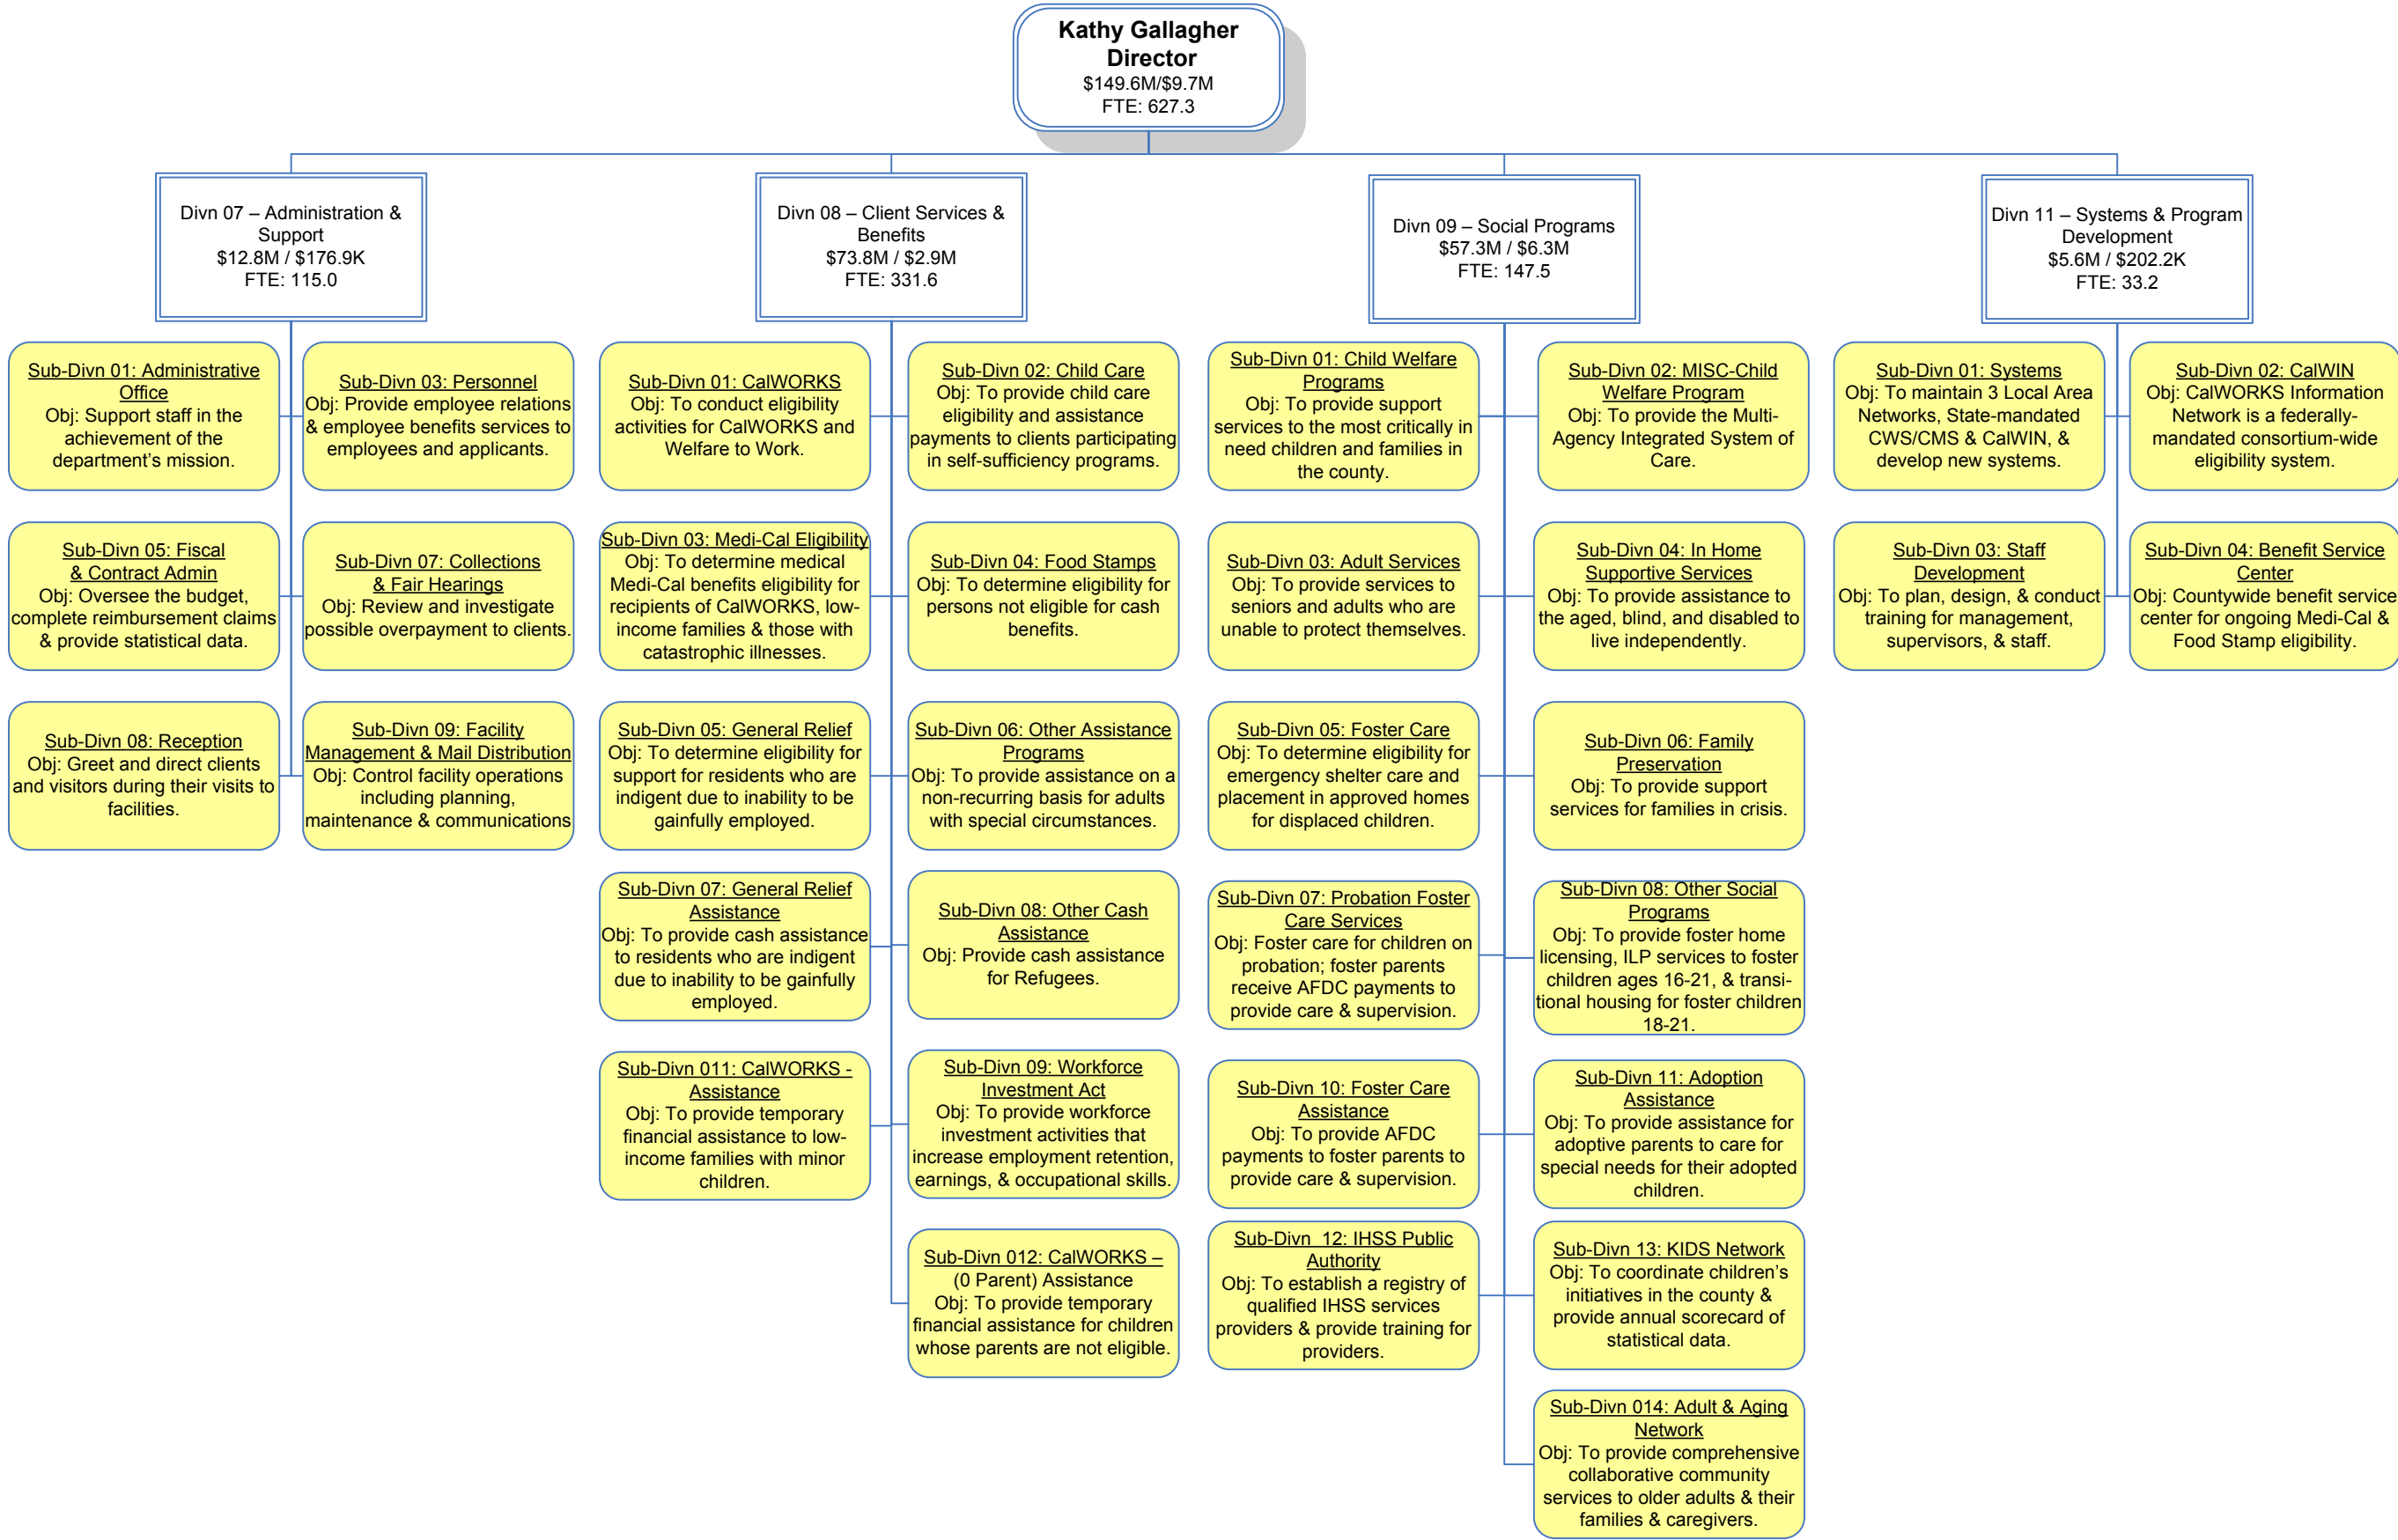 Kathy Gallagher
Director
$149.6M/$9.7M
FTE: 627.3
Divn 07 – Administration &
Support
$12.8M / $176.9K
FTE: 115.0
Divn 08 – Client Services &
Benefits
$73.8M / $2.9M
FTE: 331.6
Divn 09 – Social Programs
$57.3M / $6.3M
FTE: 147.5
Divn 11 – Systems & Program
Development
$5.6M / $202.2K
FTE: 33.2
Sub-Divn 01: Administrative
Office
Obj: Support staff in the
achievement of the
department's mission.
Sub-Divn 03: Personnel
Obj: Provide employee relations
& employee benefits services to
employees and applicants.
Sub-Divn 01: CalWORKS
Obj: To conduct eligibility
activities for CalWORKS and
Welfare to Work.
Sub-Divn 02: Child Care
Obj: To provide child care
eligibility and assistance
payments to clients participating
in self-sufficiency programs.
Sub-Divn 01: Child Welfare
Programs
Obj: To provide support
services to the most critically in
need children and families in
the county.
Sub-Divn 02: MISC-Child
Welfare Program
Obj: To provide the Multi-
Agency Integrated System of
Care.
Sub-Divn 01: Systems
Obj: To maintain 3 Local Area
Networks, State-mandated
CWS/CMS & CalWIN, &
develop new systems.
Sub-Divn 02: CalWIN
Obj: CalWORKS Information
Network is a federally-
mandated consortium-wide
eligibility system.
Sub-Divn 05: Fiscal
& Contract Admin
Obj: Oversee the budget,
complete reimbursement claims
& provide statistical data.
Sub-Divn 07: Collections
& Fair Hearings
Obj: Review and investigate
possible overpayment to clients.
Sub-Divn 03: Medi-Cal Eligibility
Obj: To determine medical
Medi-Cal benefits eligibility for
recipients of CalWORKS, low-
income families & those with
catastrophic illnesses.
Sub-Divn 04: Food Stamps
Obj: To determine eligibility for
persons not eligible for cash
benefits.
Sub-Divn 03: Adult Services
Obj: To provide services to
seniors and adults who are
unable to protect themselves.
Sub-Divn 04: In Home
Supportive Services
Obj: To provide assistance to
the aged, blind, and disabled to
live independently.
Sub-Divn 03: Staff
Development
Obj: To plan, design, & conduct
training for management,
supervisors, & staff.
Sub-Divn 04: Benefit Service
Center
Obj: Countywide benefit service
center for ongoing Medi-Cal &
Food Stamp eligibility.
Sub-Divn 08: Reception
Obj: Greet and direct clients
and visitors during their visits to
facilities.
Sub-Divn 09: Facility
Management & Mail Distribution
Obj: Control facility operations
including planning,
maintenance & communications
Sub-Divn 05: General Relief
Obj: To determine eligibility for
support for residents who are
indigent due to inability to be
gainfully employed.
Sub-Divn 06: Other Assistance
Programs
Obj: To provide assistance on a
non-recurring basis for adults
with special circumstances.
Sub-Divn 05: Foster Care
Obj: To determine eligibility for
emergency shelter care and
placement in approved homes
for displaced children.
Sub-Divn 06: Family
Preservation
Obj: To provide support
services for families in crisis.
Sub-Divn 07: General Relief
Assistance
Obj: To provide cash assistance
to residents who are indigent
due to inability to be gainfully
employed.
Sub-Divn 08: Other Cash
Assistance
Obj: Provide cash assistance
for Refugees.
Sub-Divn 07: Probation Foster
Care Services
Obj: Foster care for children on
probation; foster parents
receive AFDC payments to
provide care & supervision.
Sub-Divn 08: Other Social
Programs
Obj: To provide foster home
licensing, ILP services to foster
children ages 16-21, & transi-
tional housing for foster children
18-21.
Sub-Divn 011: CalWORKS -
Assistance
Obj: To provide temporary
financial assistance to low-
income families with minor
children.
Sub-Divn 09: Workforce
Investment Act
Obj: To provide workforce
investment activities that
increase employment retention,
earnings, & occupational skills.
Sub-Divn 10: Foster Care
Assistance
Obj: To provide AFDC
payments to foster parents to
provide care & supervision.
Sub-Divn 11: Adoption
Assistance
Obj: To provide assistance for
adoptive parents to care for
special needs for their adopted
children.
Sub-Divn 012: CalWORKS –
(0 Parent) Assistance
Obj: To provide temporary
financial assistance for children
whose parents are not eligible.
Sub-Divn  12: IHSS Public
Authority
Obj: To establish a registry of
qualified IHSS services
providers & provide training for
providers.
Sub-Divn 13: KIDS Network
Obj: To coordinate children's
initiatives in the county &
provide annual scorecard of
statistical data.
Sub-Divn 014: Adult & Aging
Network
Obj: To provide comprehensive
collaborative community
services to older adults & their
families & caregivers.